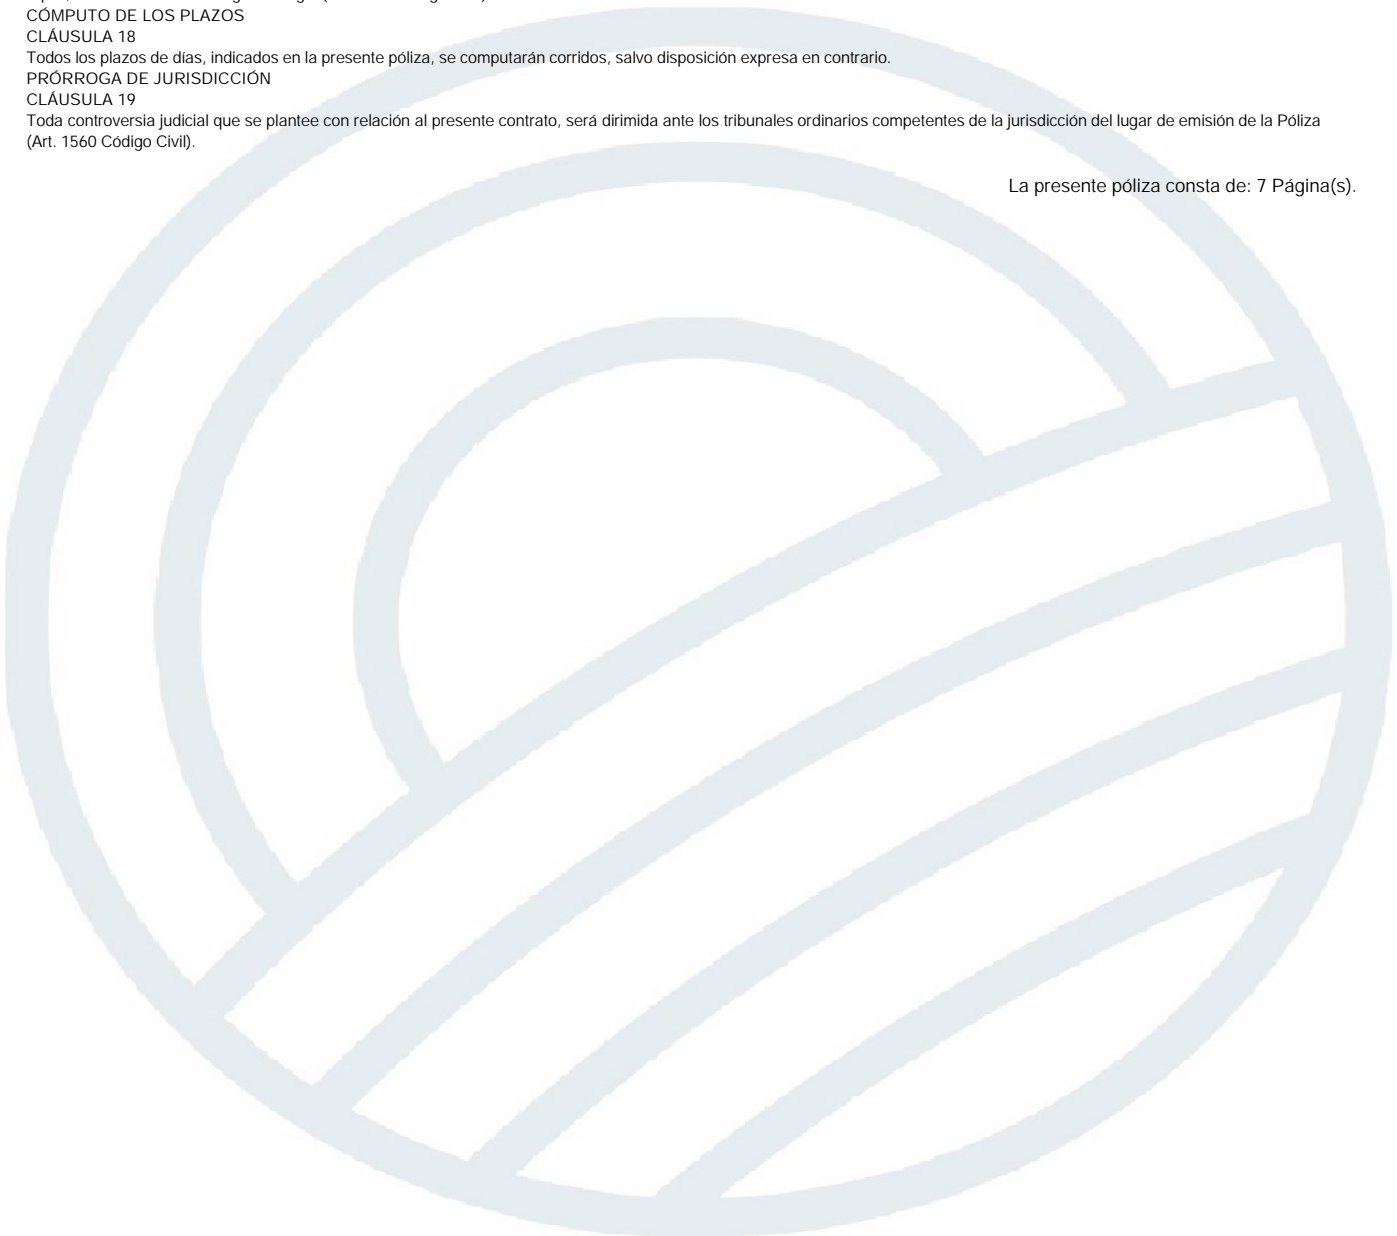 CÓMPUTO DE LOS PLAZOS
CLÁUSULA 18
Todos los plazos de días, indicados en la presente póliza, se computarán corridos, salvo disposición expresa en contrario.
PRÓRROGA DE JURISDICCIÓN
CLÁUSULA 19
Toda controversia judicial que se plantee con relación al presente contrato, será dirimida ante los tribunales ordinarios competentes de la jurisdicción del lugar de emisión de la Póliza
(Art. 1560 Código Civil).
La presente póliza consta de: 7 Página(s).